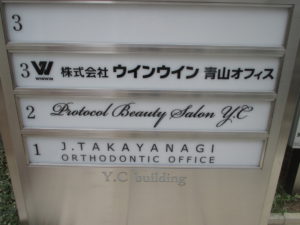 3
3 W WWWW 株式会社 ウインウイン 青山オフィス
2 Protocol Beauty Salon Y.C
1 J.TAKAYANAGI
ORTHODONTIC OFFICE
Y.C building